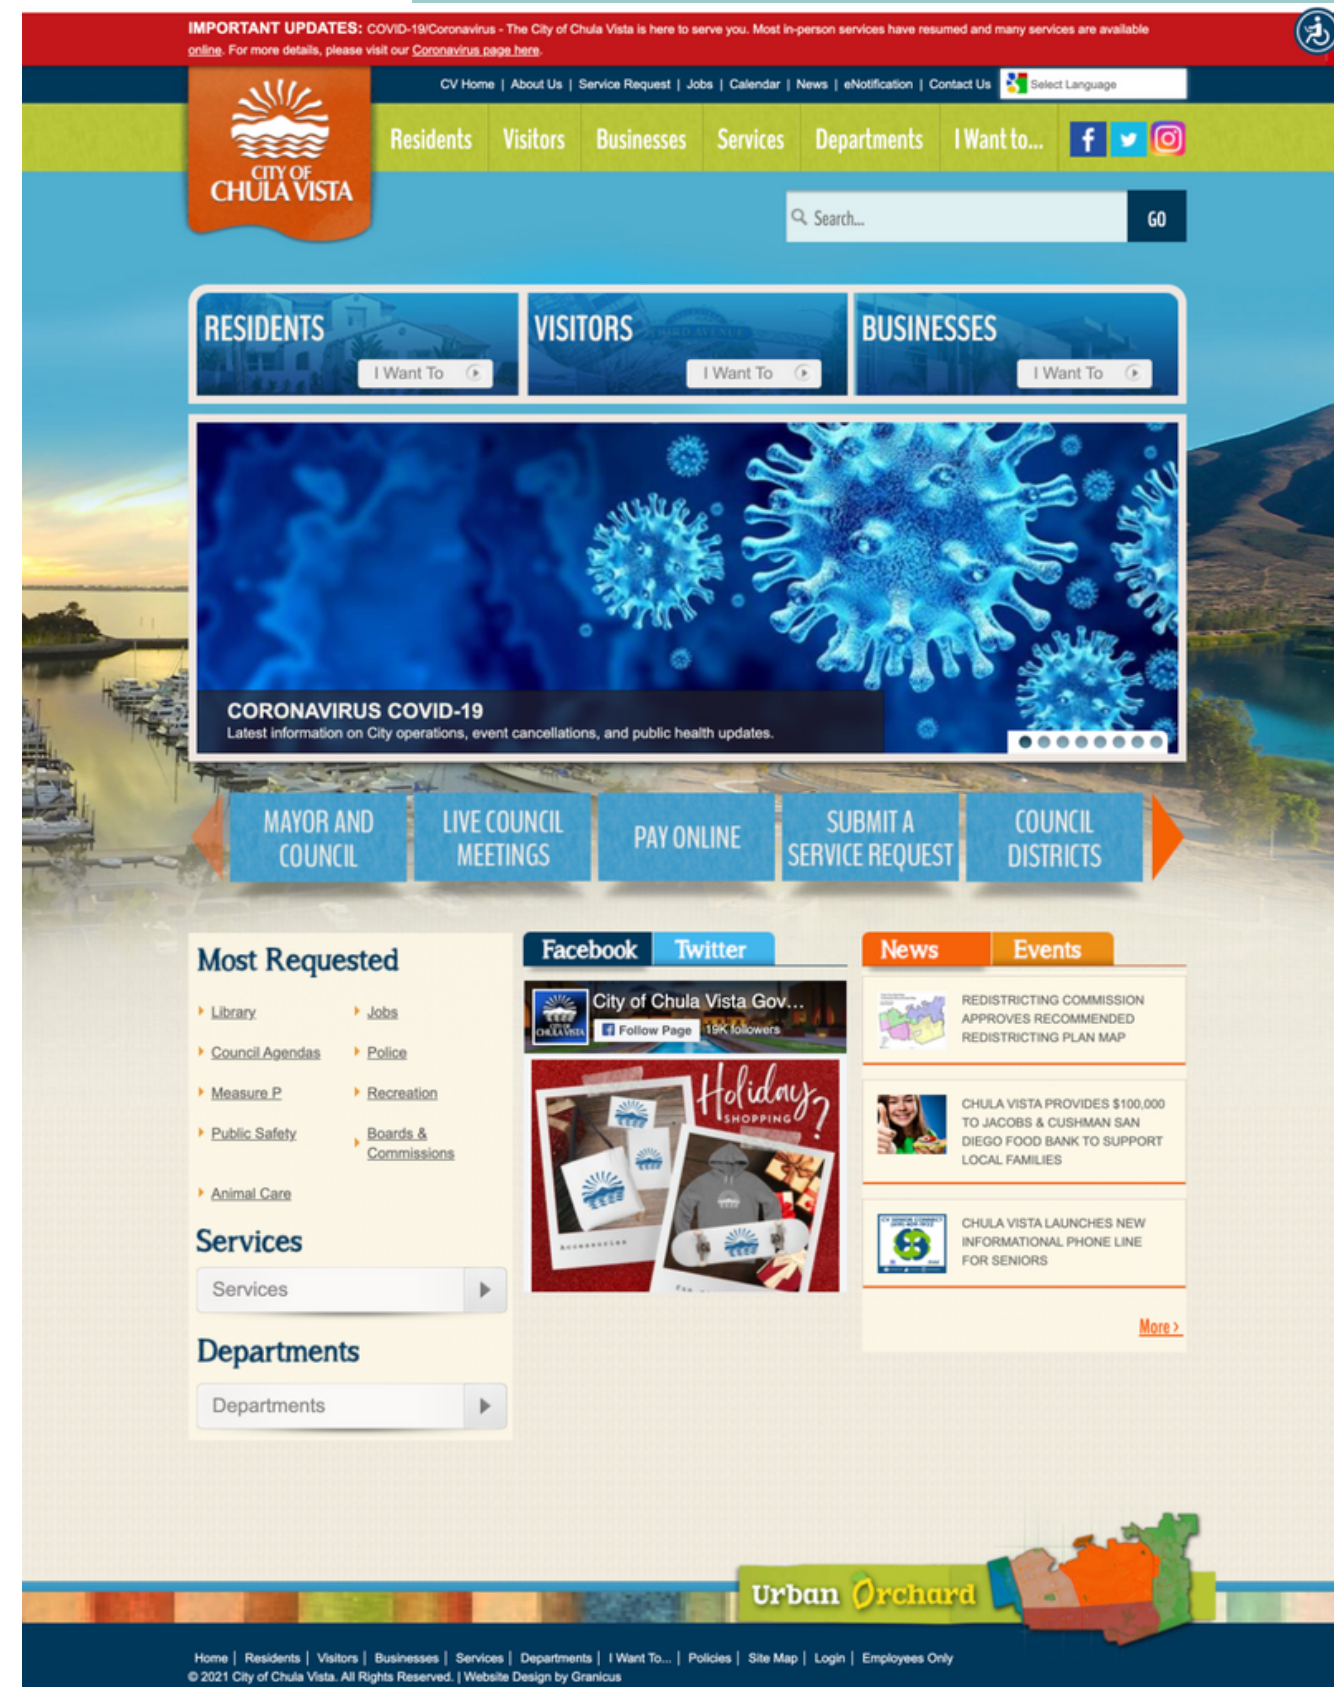 IMPORTANT UPDATES: COVID-19/Coronavirus - The City of Chula Vista is here to serve you. Most in-person services have resumed and many services are available
online. For more details, please visit our Coronavirus page here.
CV Home | About Us | Service Request | Jobs | Calendar | News | eNotification | Contact Us
Select Language
CITY OF
CHULA VISTA
Residents Visitors Businesses Services Departments I Want to...
Search...
GO
RESIDENTS
I Want To
VISITORS
THIRD AVENUE
I Want To
BUSINESSES
I Want To
CORONAVIRUS COVID-19
Latest information on City operations, event cancellations, and public health updates.
MAYOR AND
COUNCIL
LIVE COUNCIL
MEETINGS
PAY ONLINE
SUBMIT A
SERVICE REQUEST
COUNCIL
DISTRICTS
Most Requested
Library
Jobs
Council Agendas
Police
Measure P
Recreation
Public Safety
Boards &
Commissions
Animal Care
Services
Services
Departments
Departments
Facebook Twitter
City of Chula Vista Gov...
CITY OF
CHULA VISTA
Follow Page
19K followers
Holiday
SHOPPING?
Accessories
News Events
REDISTRICTING COMMISSION
APPROVES RECOMMENDED
REDISTRICTING PLAN MAP
CHULA VISTA PROVIDES $100,000
TO JACOBS & CUSHMAN SAN
DIEGO FOOD BANK TO SUPPORT
LOCAL FAMILIES
CHULA VISTA LAUNCHES NEW
INFORMATIONAL PHONE LINE
FOR SENIORS
More >
Urban Orchard
Home | Residents | Visitors | Businesses | Services | Departments | I Want To... | Policies | Site Map | Login | Employees Only
© 2021 City of Chula Vista. All Rights Reserved. | Website Design by Granicus